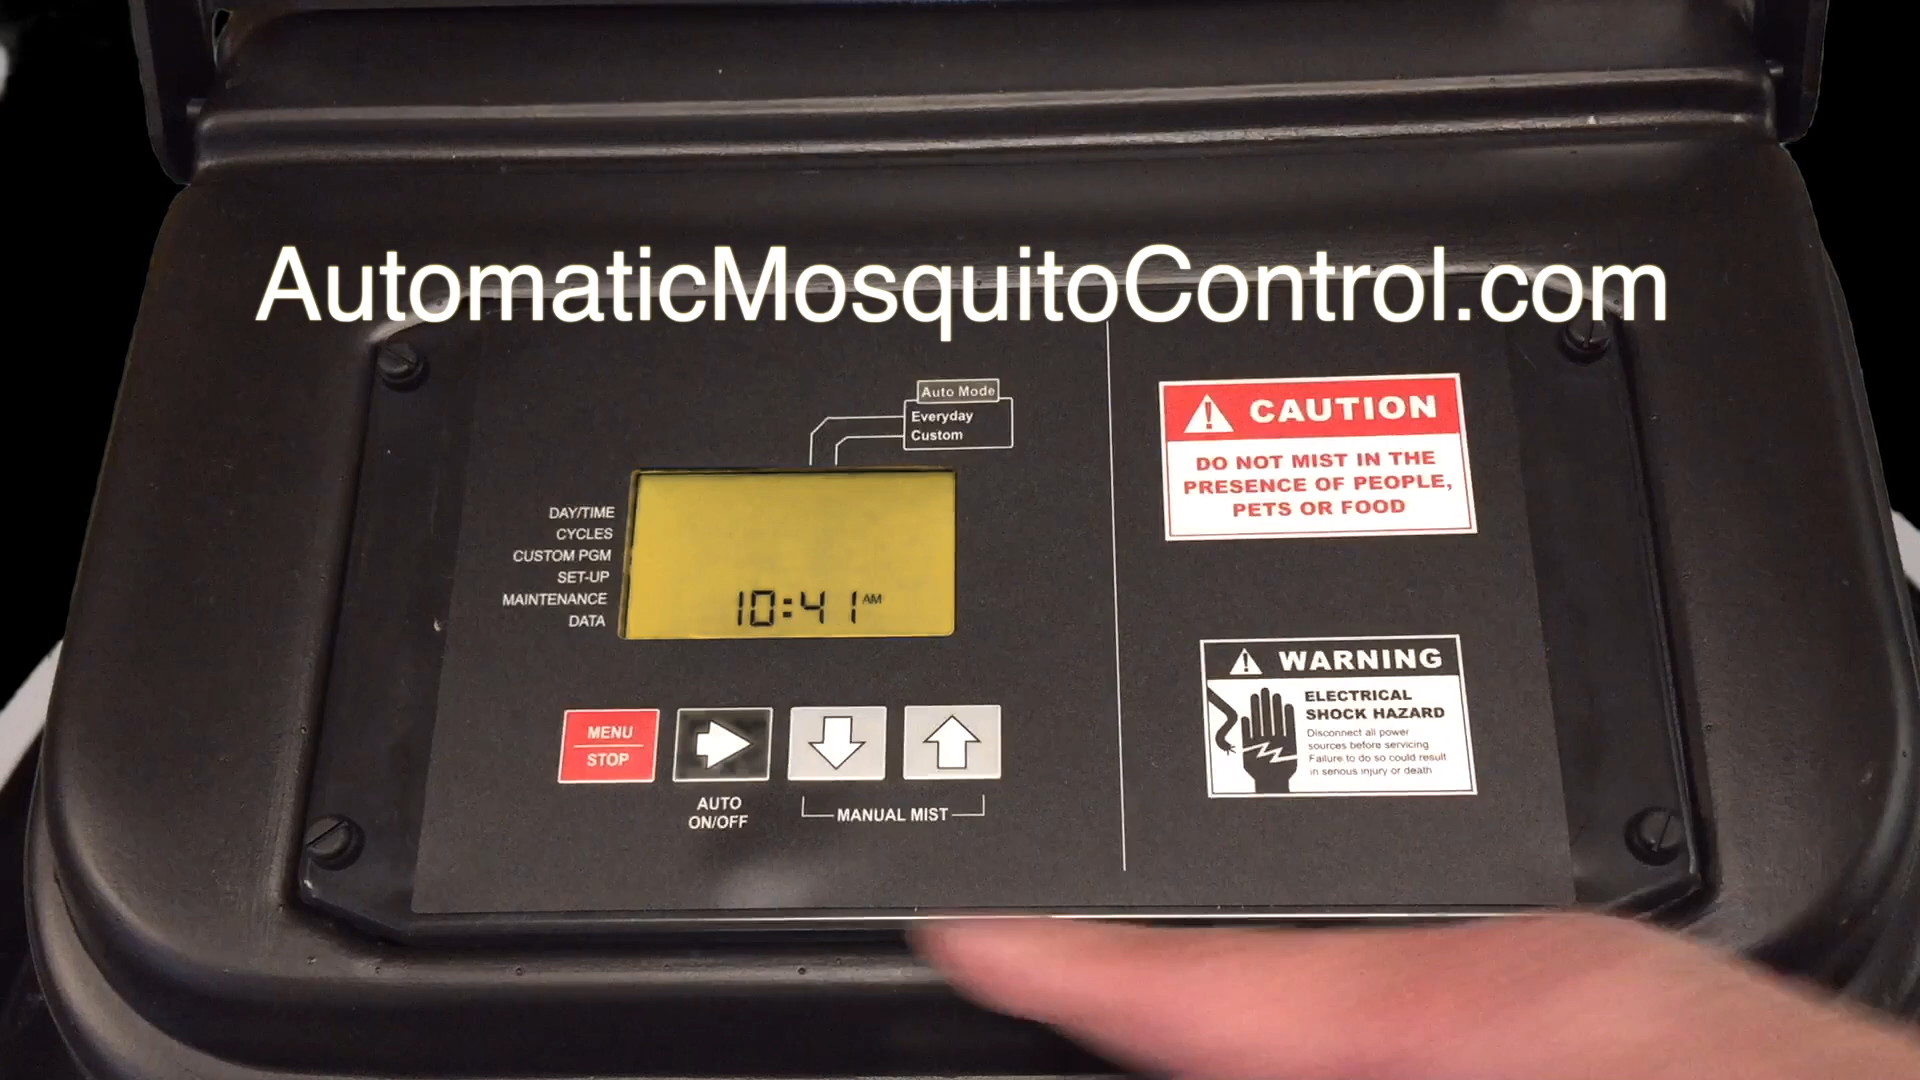 AutomaticMosquitoControl.com
Auto Mode
Everyday
Custom
DAY/TIME
CYCLES
CUSTOM PGM
SET-UP
MAINTENANCE
DATA
10:41 AM
MENU
STOP
AUTO
ON/OFF
MANUAL MIST
CAUTION
DO NOT MIST IN THE
PRESENCE OF PEOPLE,
PETS OR FOOD
WARNING
ELECTRICAL
SHOCK HAZARD
Disconnect all power
sources before servicing
Failure to do so could result
in serious injury or death